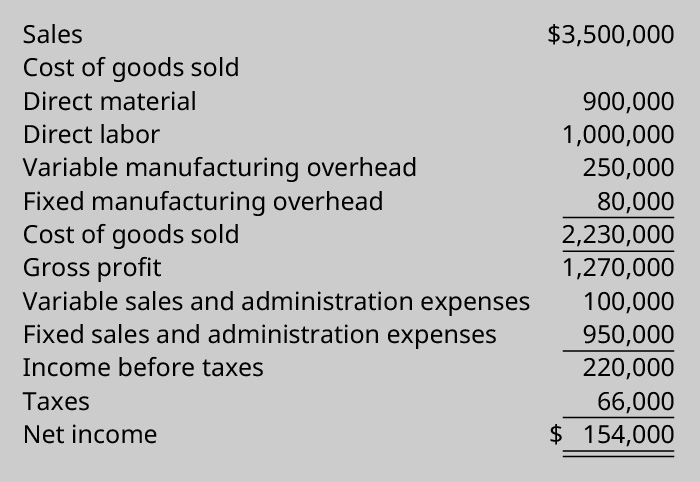 Sales $3,500,000
Cost of goods sold
Direct material 900,000
Direct labor 1,000,000
Variable manufacturing overhead 250,000
Fixed manufacturing overhead 80,000
Cost of goods sold 2,230,000
Gross profit 1,270,000
Variable sales and administration expenses 100,000
Fixed sales and administration expenses 950,000
Income before taxes 220,000
Taxes 66,000
Net income $ 154,000